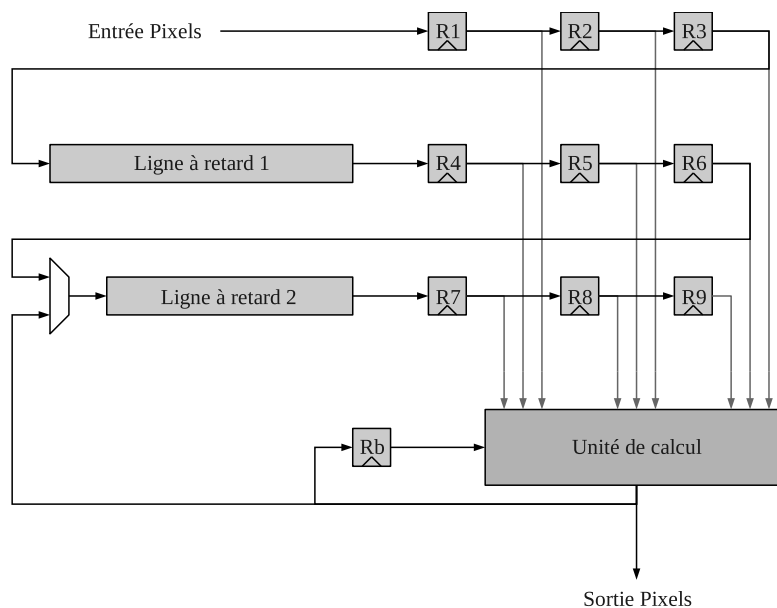 Entrée Pixels
R1
R2
R3
Ligne à retard 1
R4
R5
R6
Ligne à retard 2
R7
R8
R9
Rb
Unité de calcul
Sortie Pixels